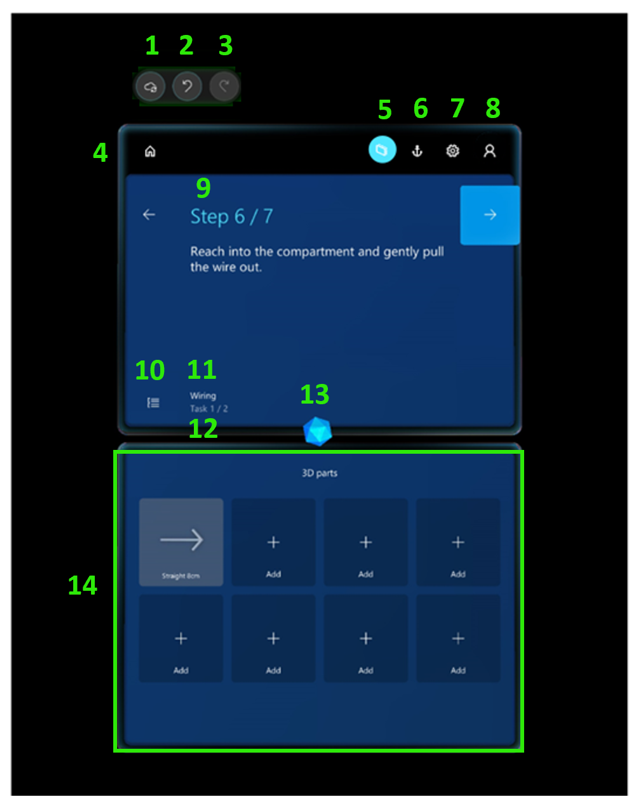 1 2 3
5 6 7 8
4
9
Step 6 / 7
Reach into the compartment and gently pull
the wire out.
10 11
Wiring
Task 1 / 2
13
12
3D parts
Straight 8cm
Add
Add
Add
14
Add
Add
Add
Add